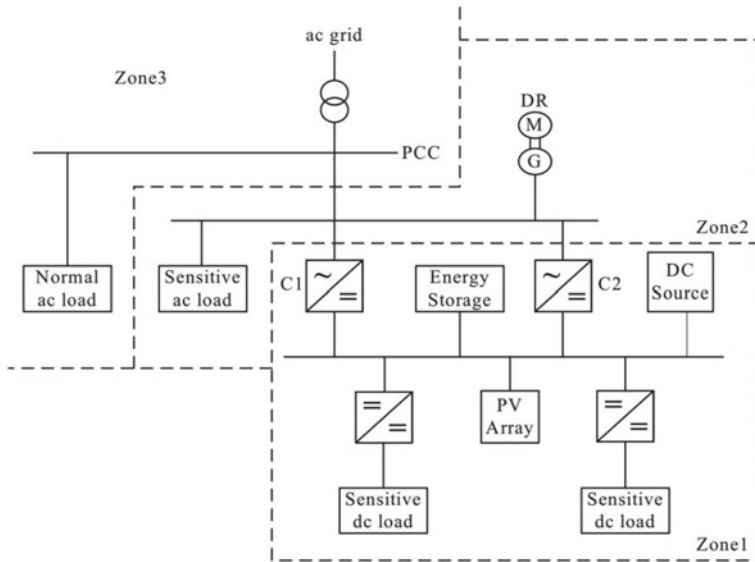 ac grid
Zone3
DR
M
G
PCC
Zone2
Normal
ac load
Sensitive
ac load
C1
~
=
Energy
Storage
~
=
C2
DC
Source
=
=
PV
Array
=
=
Sensitive
dc load
Sensitive
dc load
Zone1